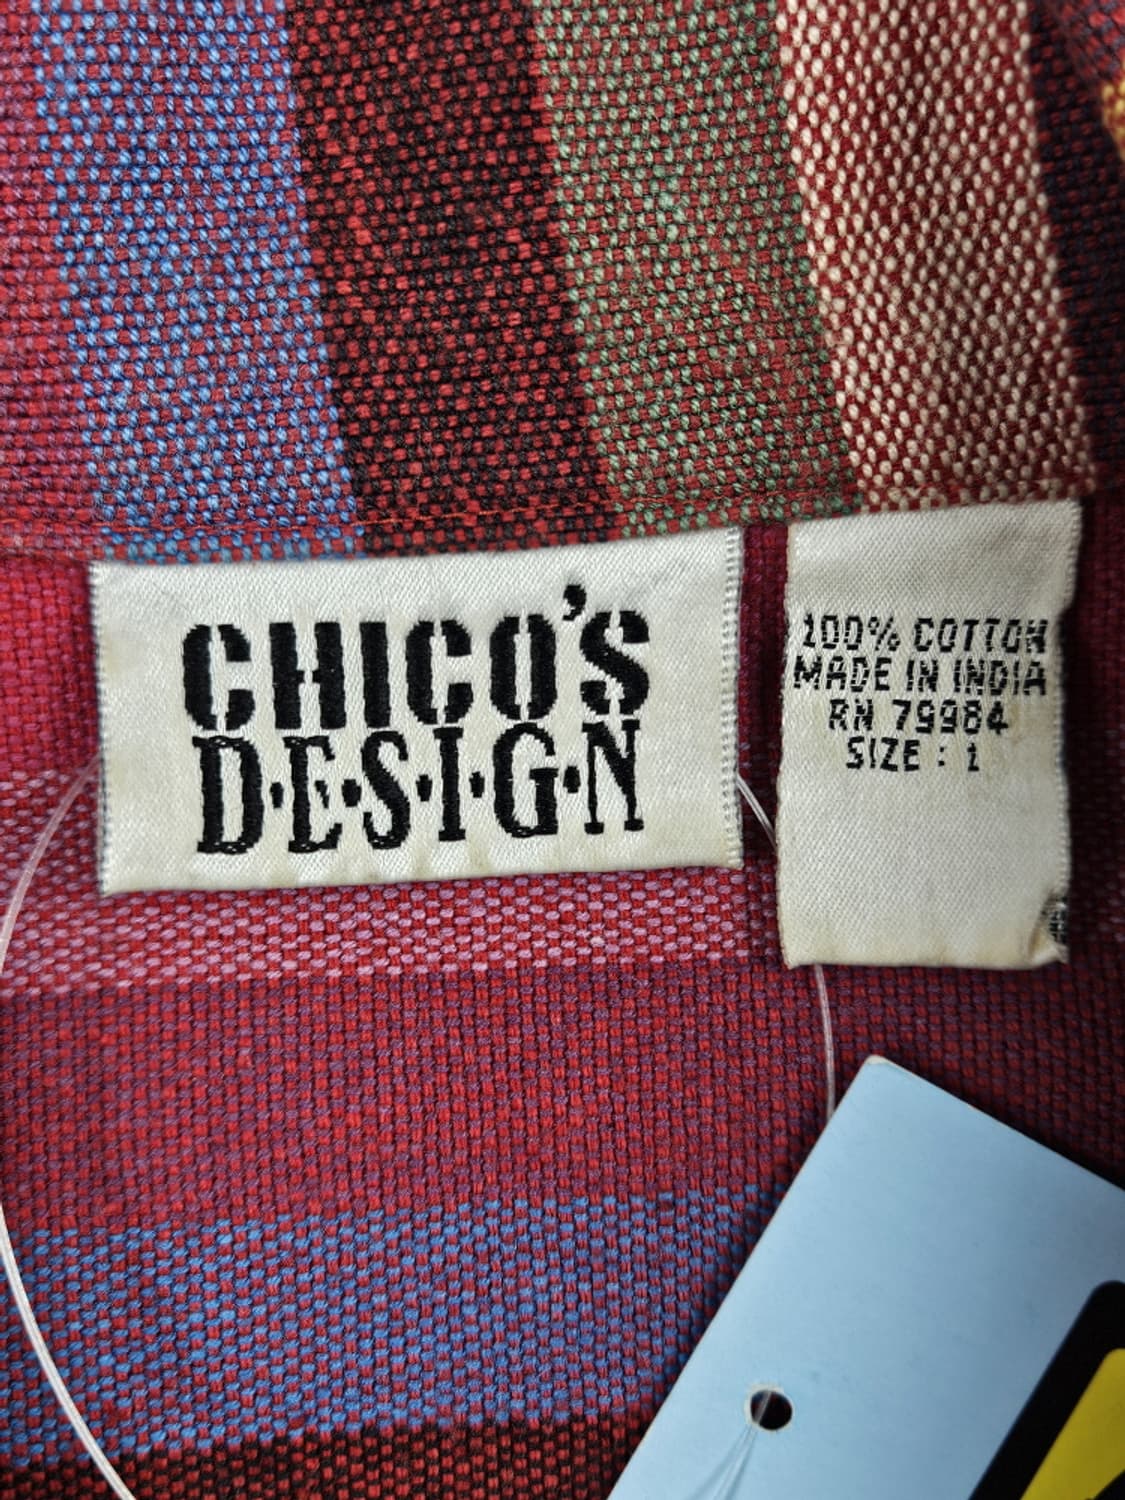 CHICO'S
D·E·S·I·G·N
100% COTTON
MADE IN INDIA
RN 79984
SIZE : 1